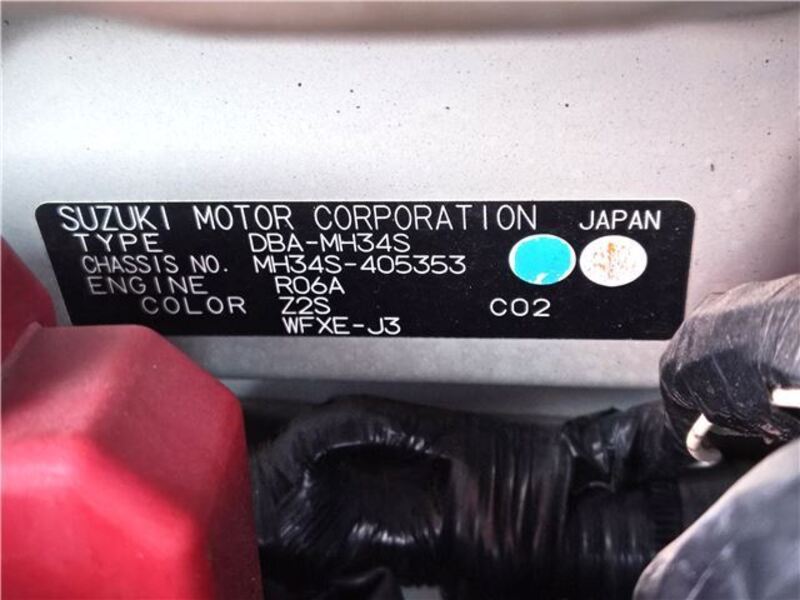 SUZUKI MOTOR CORPORATION JAPAN
TYPE DBA-MH34S
CHASSIS NO. MH34S-405353
ENGINE R06A
COLOR Z2S C02
WFXE-J3